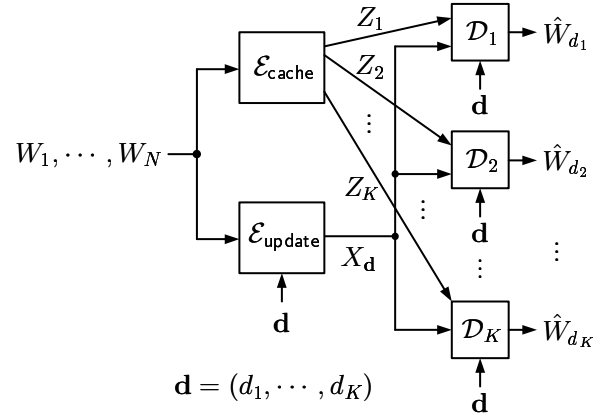 Z_1
𝒟_1
Ŵ_{d_1}
ℰ_cache
Z_2
𝐝
⋮
W_1, ⋯ , W_N
𝒟_2
Ŵ_{d_2}
Z_K
⋮
𝐝
ℰ_update
⋮
⋮
X_𝐝
𝐝
𝒟_K
Ŵ_{d_K}
𝐝 = (d_1, ⋯ , d_K)
𝐝